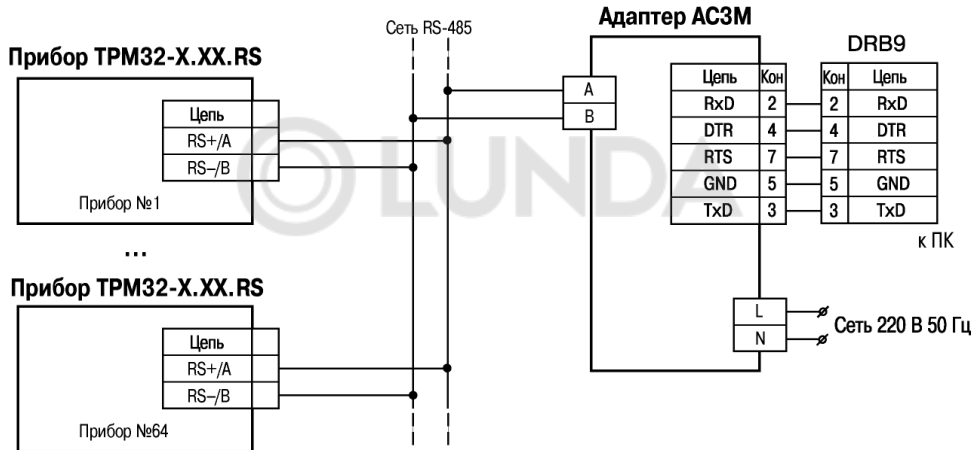 Сеть RS-485
Адаптер АС3М
Прибор ТРМ32-Х.ХХ.RS
Цепь
RS+/A
RS–/B
Прибор №1
...
Прибор ТРМ32-Х.ХХ.RS
Цепь
RS+/A
RS–/B
Прибор №64
A
B
DRB9
Цепь Кон Кон Цепь
RxD 2 2 RxD
DTR 4 4 DTR
RTS 7 7 RTS
GND 5 5 GND
TxD 3 3 TxD
к ПК
L
N
Сеть 220 В 50 Гц
LUNDA